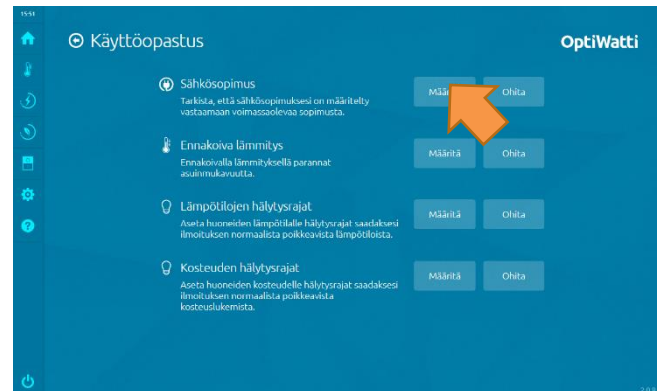 15:51
Käyttöopastus
OptiWatti
Sähkösopimus
Tarkista, että sähkösopimuksesi on määritelty
vastaamaan voimassaolevaa sopimusta.
Ohita
Ennakoiva lämmitys
Ennakoivalla lämmityksellä parannat
asuinmukavuutta.
Määritä
Ohita
Lämpötilojen hälytysrajat
Aseta huoneiden lämpötilalle hälytysrajat saadaksesi
ilmoituksen normaalista poikkeavista lämpötiloista.
Määritä
Ohita
Kosteuden hälytysrajat
Aseta huoneiden kosteudelle hälytysrajat saadaksesi
ilmoituksen normaalista poikkeavista
kosteuslukemista.
Määritä
Ohita